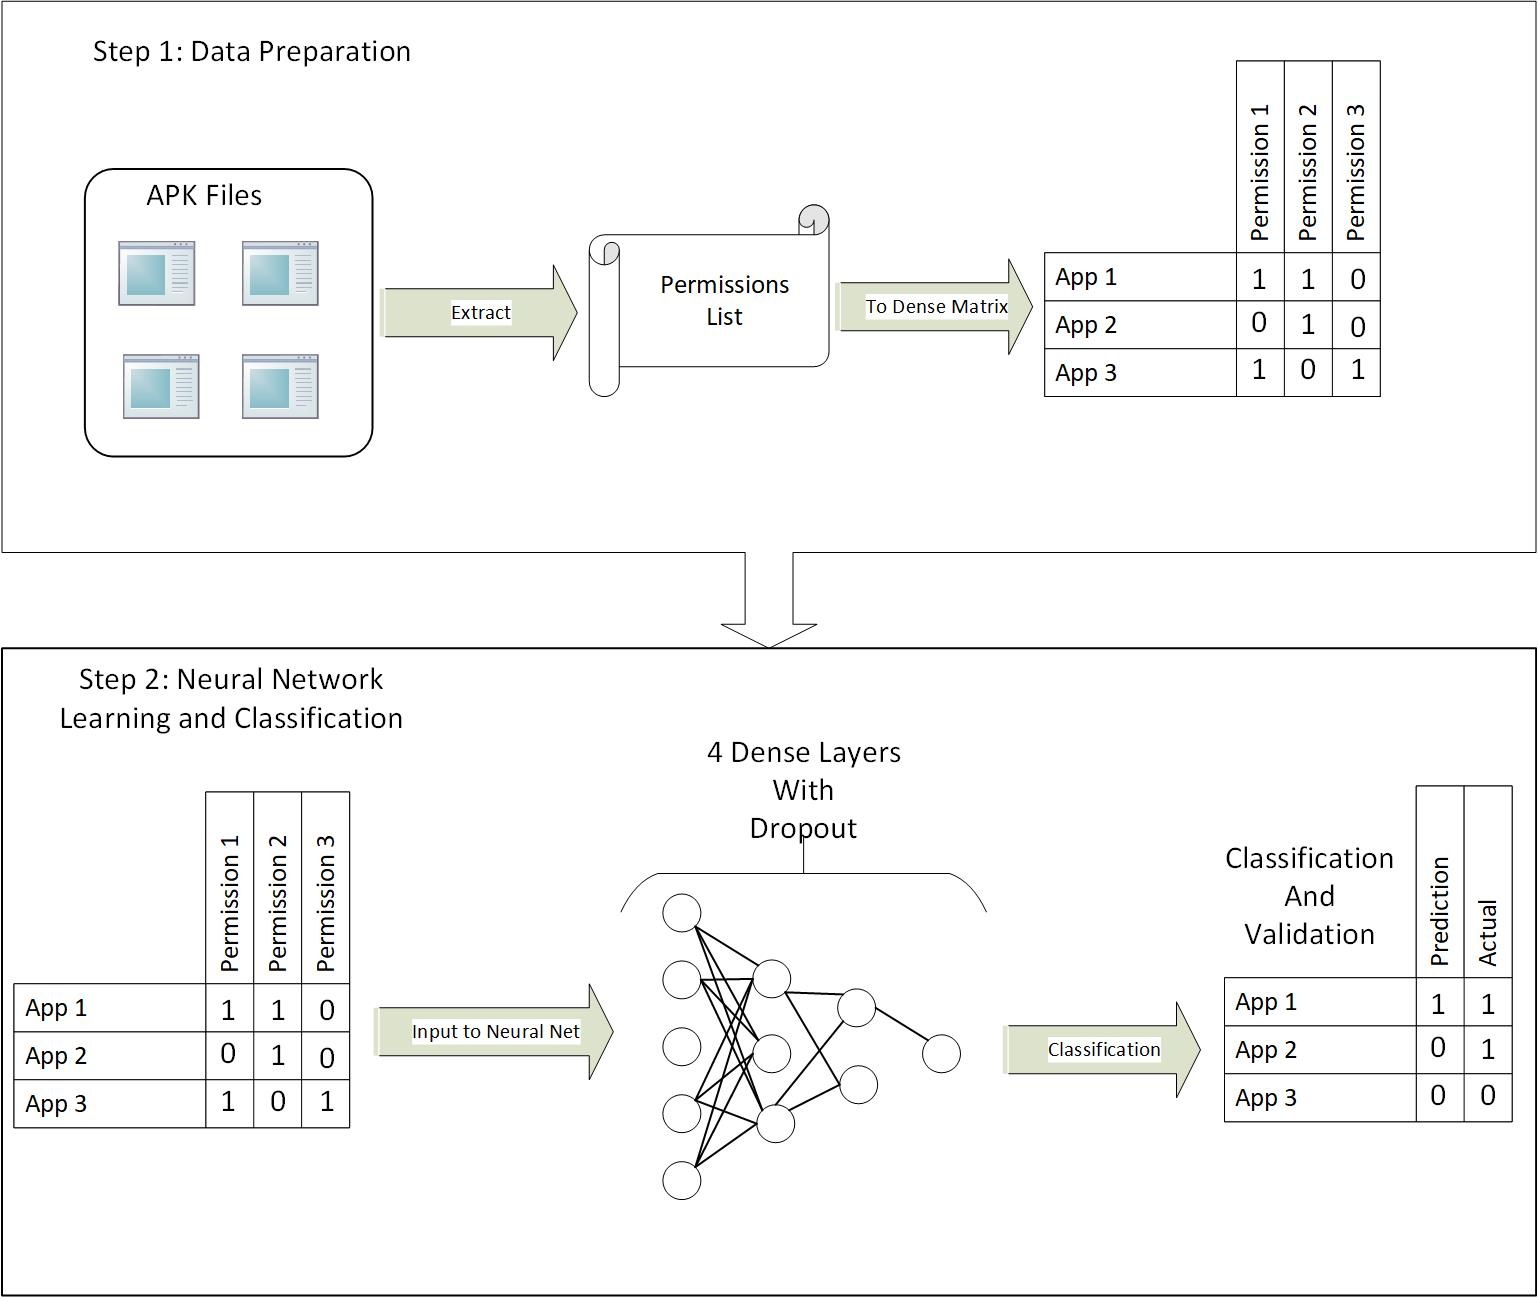 Step 1: Data Preparation
APK Files
Extract
Permissions
List
To Dense Matrix
Permission 1
Permission 2
Permission 3
App 1 1 1 0
App 2 0 1 0
App 3 1 0 1
Step 2: Neural Network
Learning and Classification
Permission 1
Permission 2
Permission 3
App 1 1 1 0
App 2 0 1 0
App 3 1 0 1
Input to Neural Net
4 Dense Layers
With
Dropout
Classification
Classification
And
Validation
Prediction
Actual
App 1 1 1
App 2 0 1
App 3 0 0